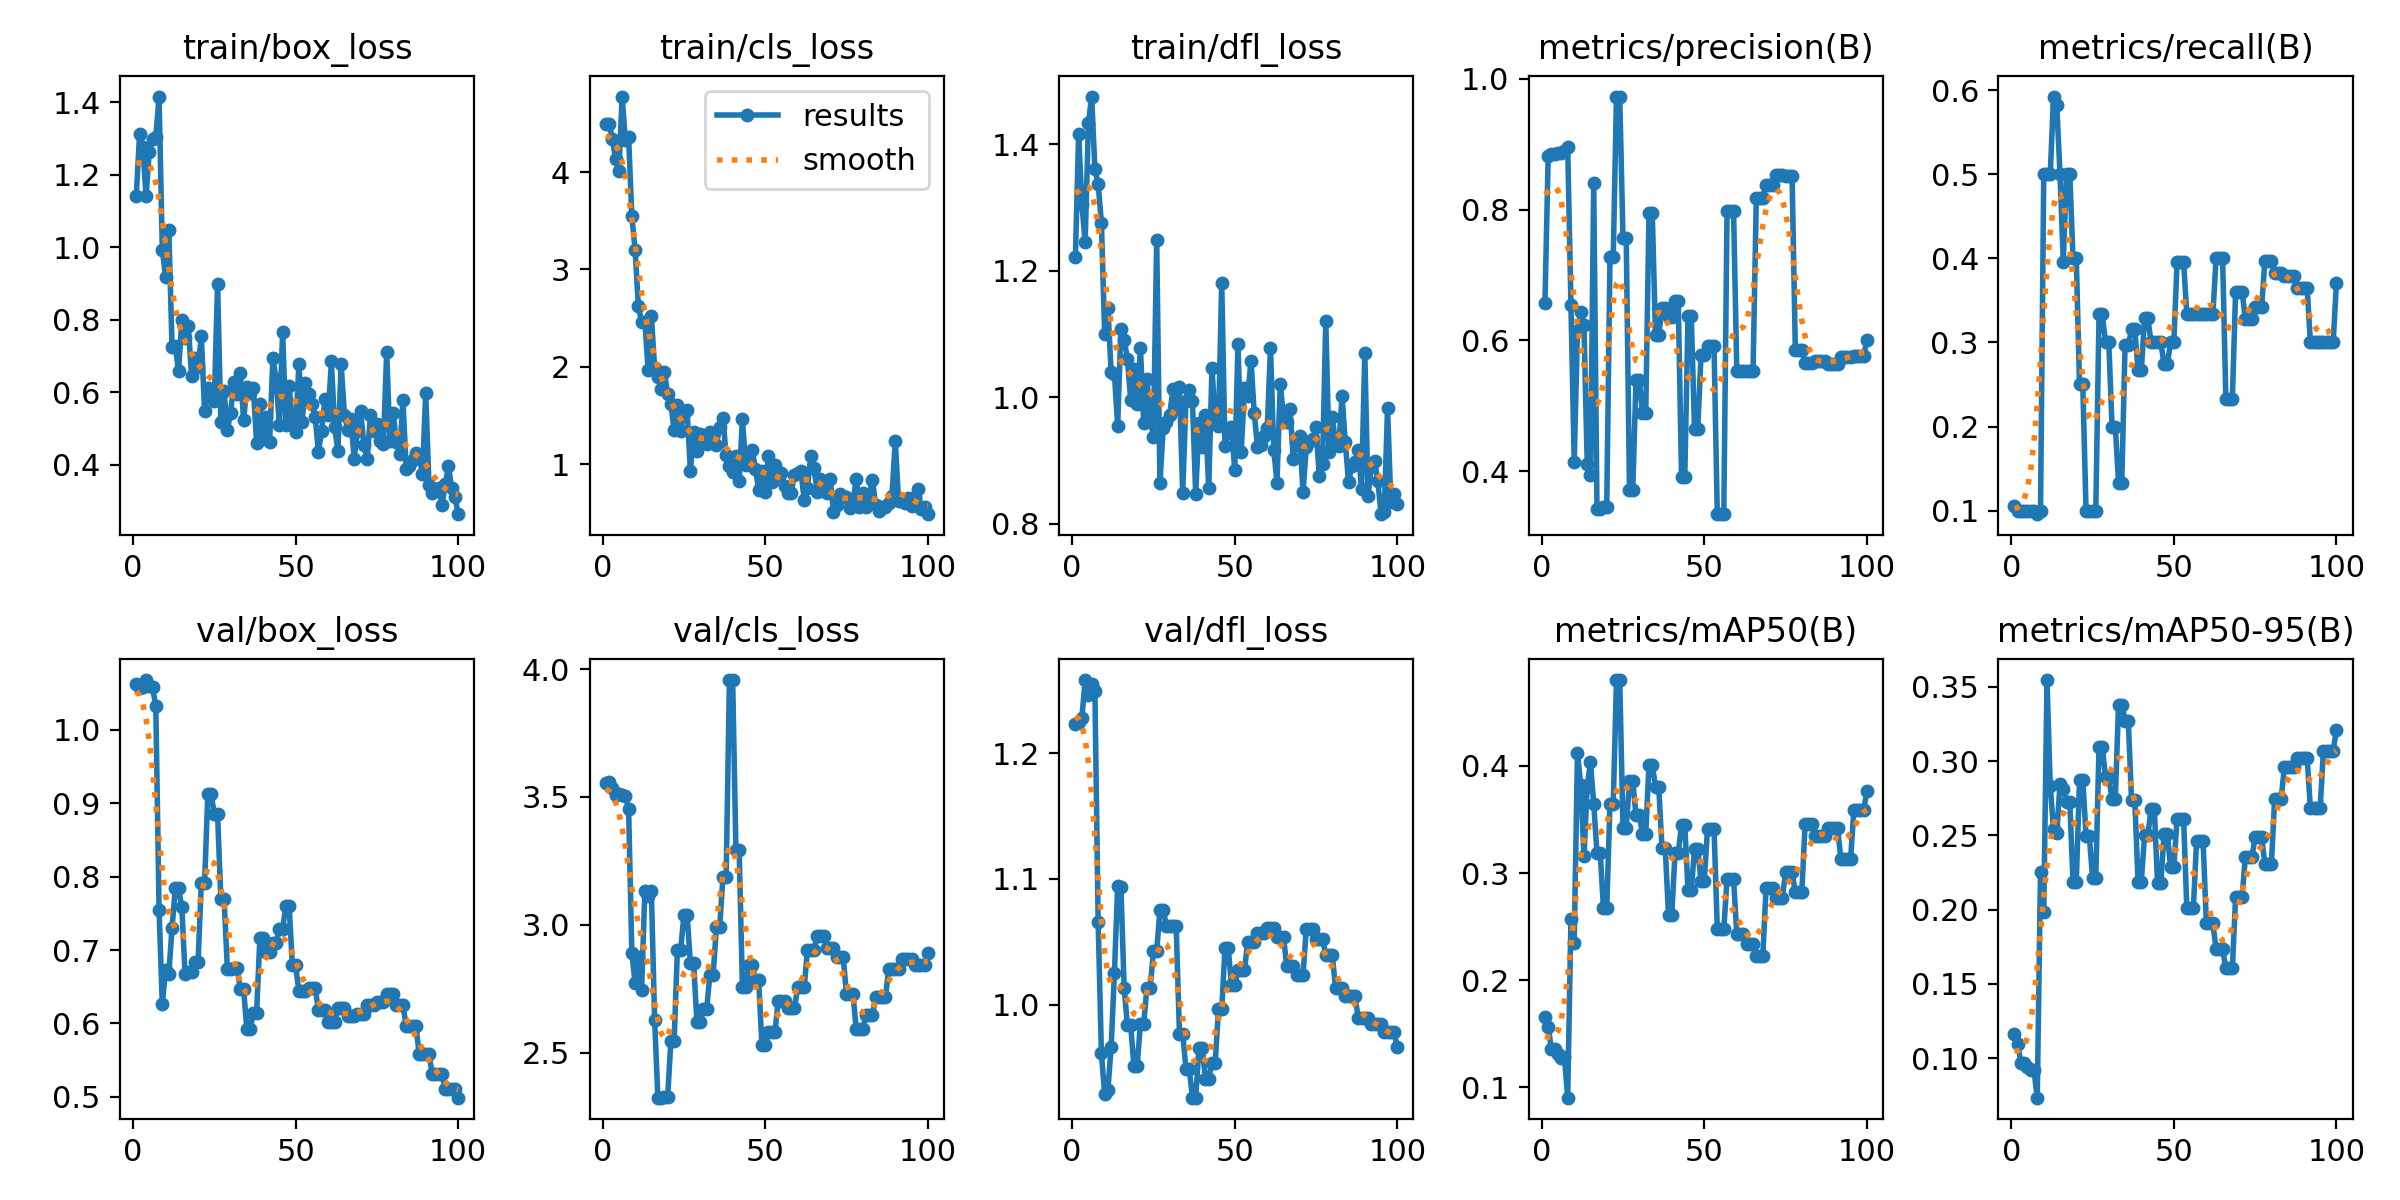 train/box_loss
1.4
1.2
1.0
0.8
0.6
0.4
0 50 100
train/cls_loss
results
smooth
4
3
2
1
0 50 100
train/dfl_loss
1.4
1.2
1.0
0.8
0 50 100
metrics/precision(B)
1.0
0.8
0.6
0.4
0 50 100
metrics/recall(B)
0.6
0.5
0.4
0.3
0.2
0.1
0 50 100
val/box_loss
1.0
0.9
0.8
0.7
0.6
0.5
0 50 100
val/cls_loss
4.0
3.5
3.0
2.5
0 50 100
val/dfl_loss
1.2
1.1
1.0
0 50 100
metrics/mAP50(B)
0.4
0.3
0.2
0.1
0 50 100
metrics/mAP50-95(B)
0.35
0.30
0.25
0.20
0.15
0.10
0 50 100